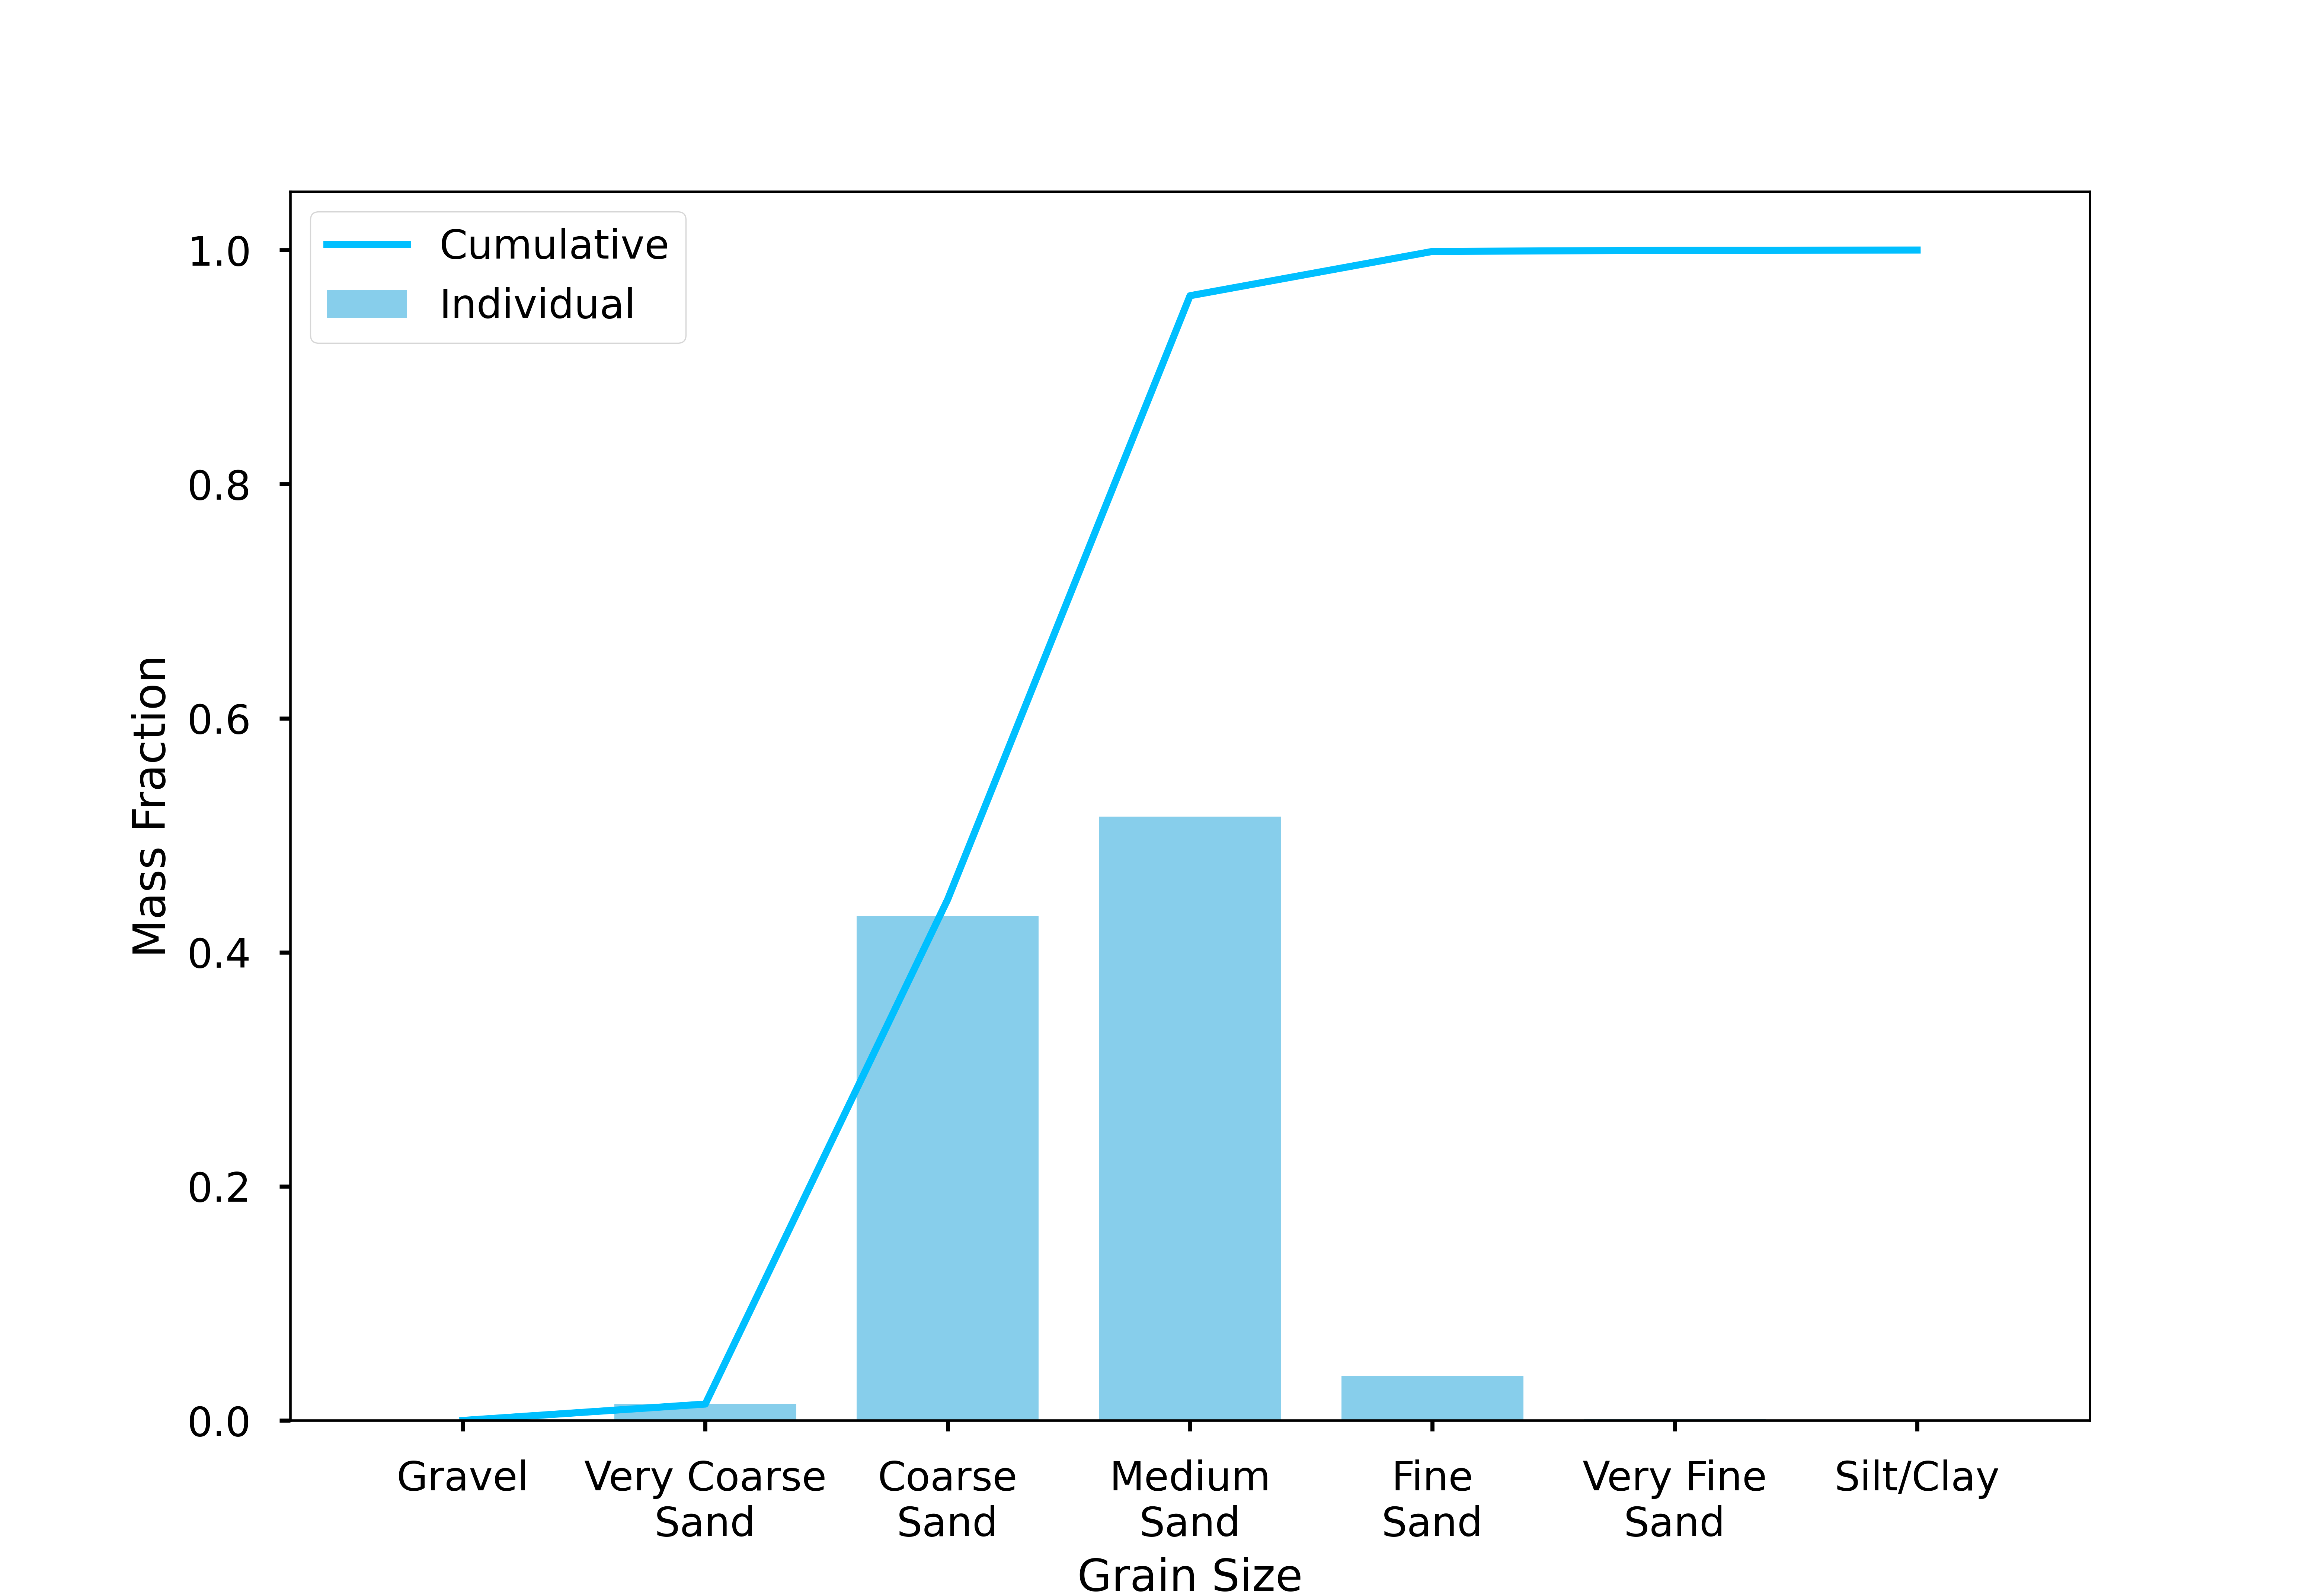 Cumulative
Individual
1.0
0.8
0.6
0.4
0.2
0.0
Mass Fraction
Gravel
Very Coarse
Sand
Coarse
Sand
Medium
Sand
Fine
Sand
Very Fine
Sand
Silt/Clay
Grain Size